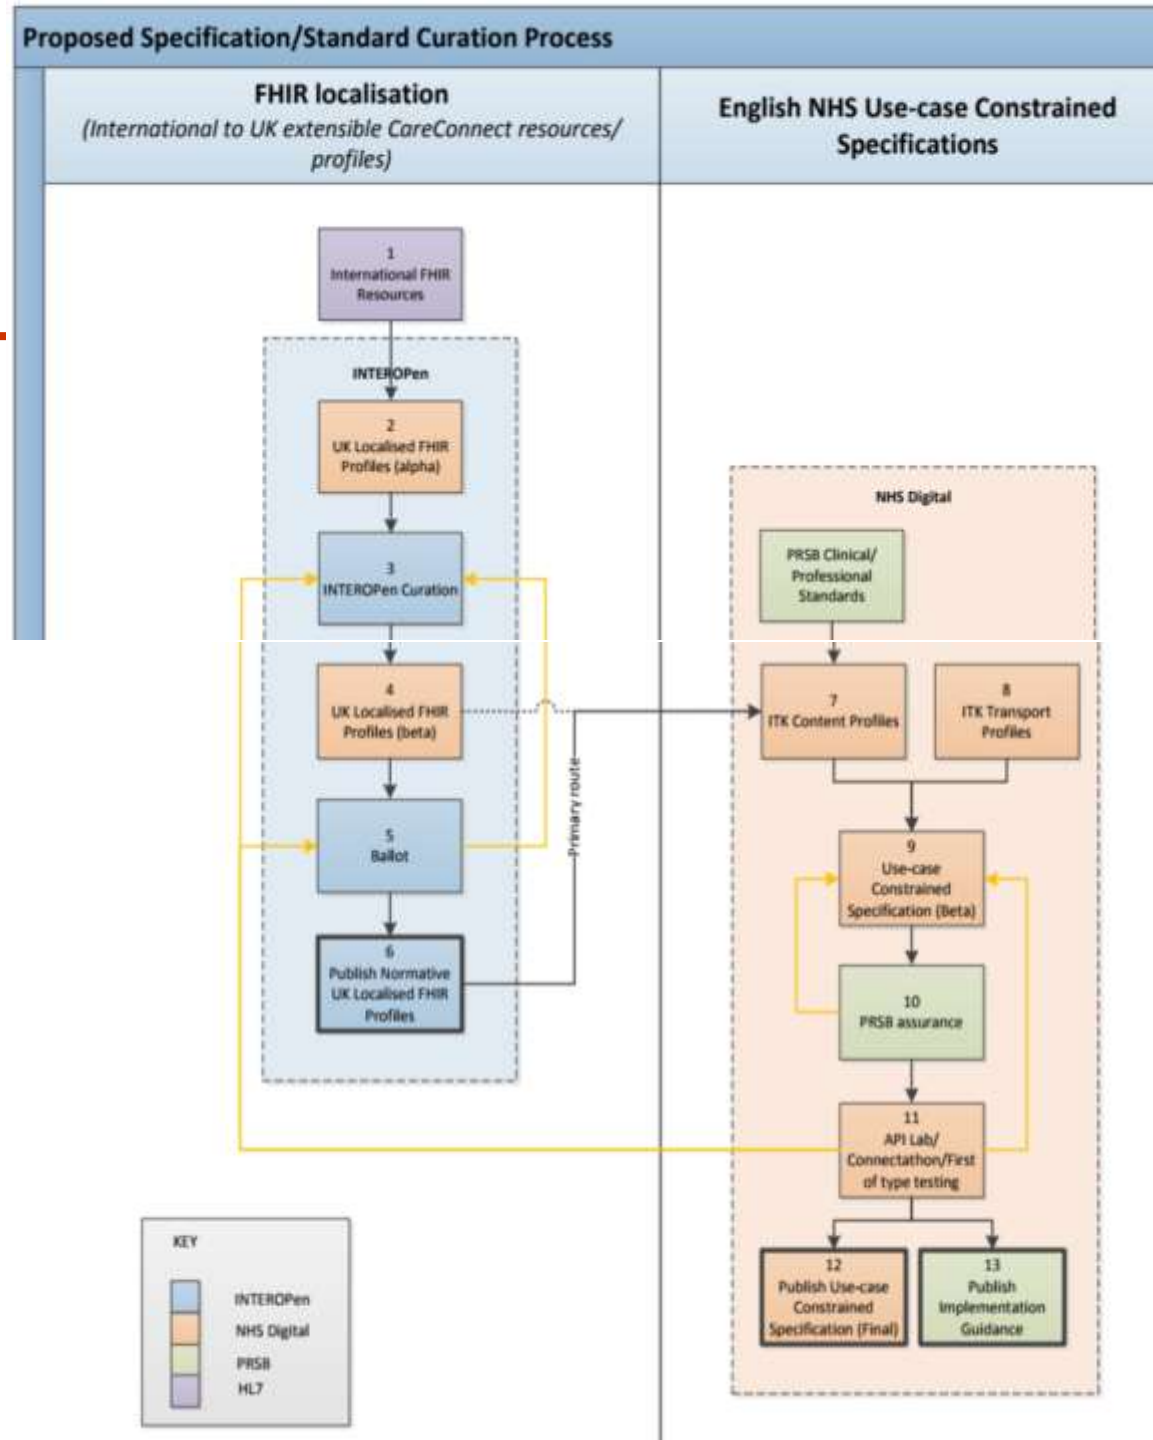 Proposed Specification/Standard Curation Process
FHIR localisation
(International to UK extensible CareConnect resources/
profiles)
English NHS Use-case Constrained
Specifications
1
International FHIR
Resources
INTEROPen
2
UK Localised FHIR
Profiles (alpha)
3
INTEROPen Curation
4
UK Localised FHIR
Profiles (beta)
5
Ballot
6
Publish Normative
UK Localised FHIR
Profiles
Primary route
NHS Digital
PRSB Clinical/
Professional
Standards
7
ITK Content Profiles
8
ITK Transport
Profiles
9
Use-case
Constrained
Specification (Beta)
10
PRSB assurance
11
API Lab/
Connectathon/First
of type testing
12
Publish Use-case
Constrained
Specification (Final)
13
Publish
Implementation
Guidance
KEY
INTEROPen
NHS Digital
PRSB
HL7